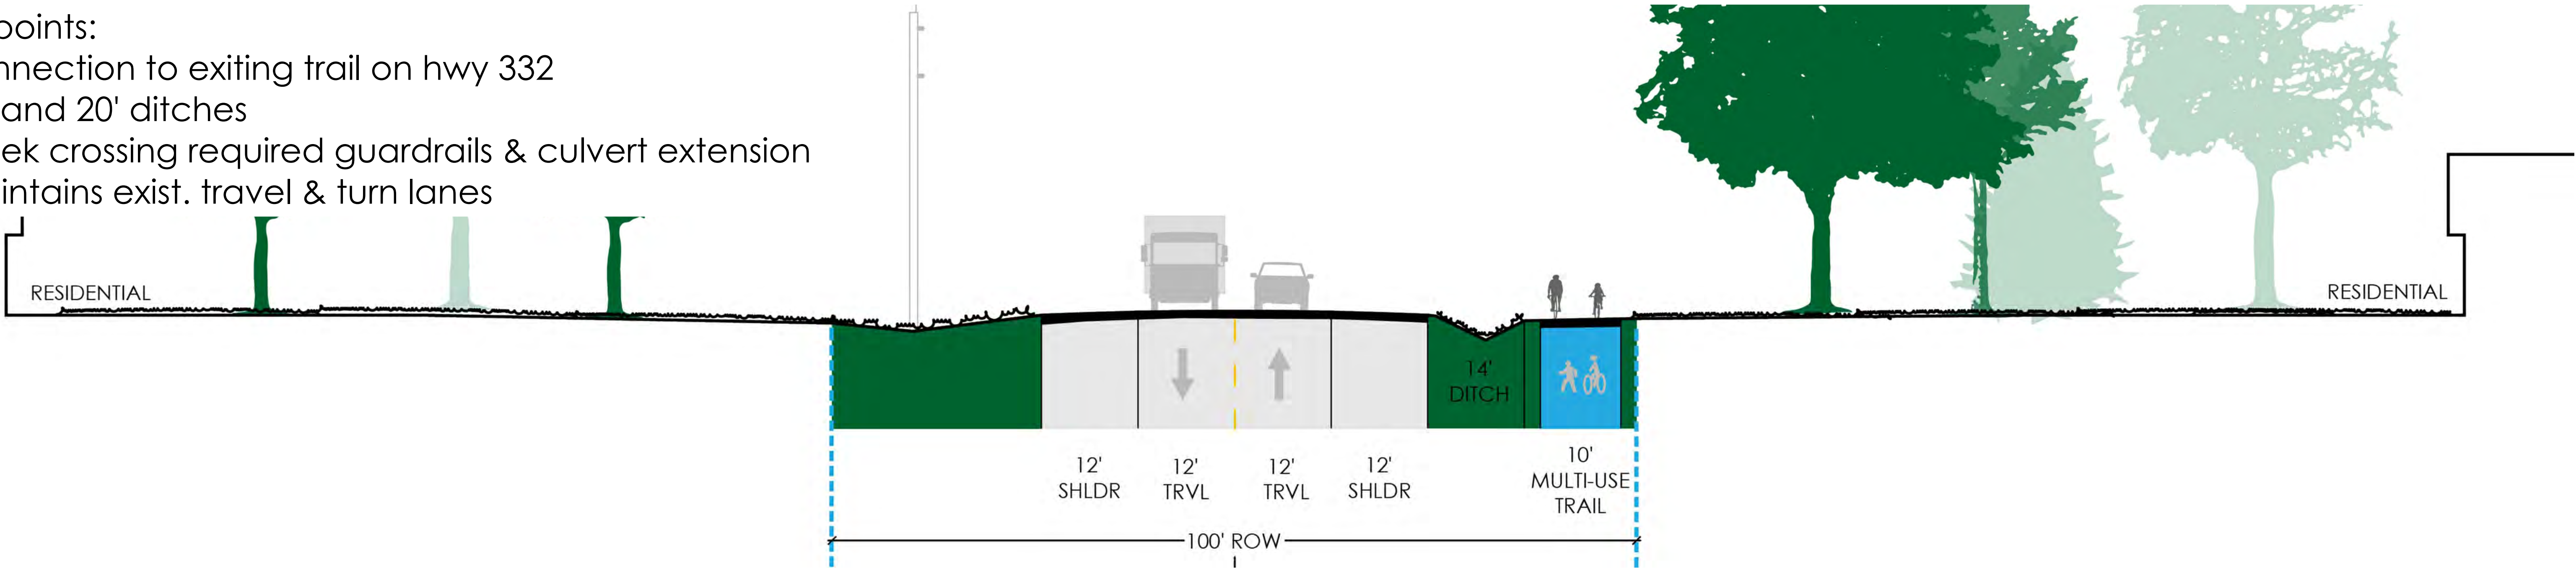 points:
nnection to exiting trail on hwy 332
and 20' ditches
ek crossing required guardrails & culvert extension
intains exist. travel & turn lanes
RESIDENTIAL
RESIDENTIAL
14'
DITCH
12'
SHLDR
12'
TRVL
12'
TRVL
12'
SHLDR
10'
MULTI-USE
TRAIL
100' ROW